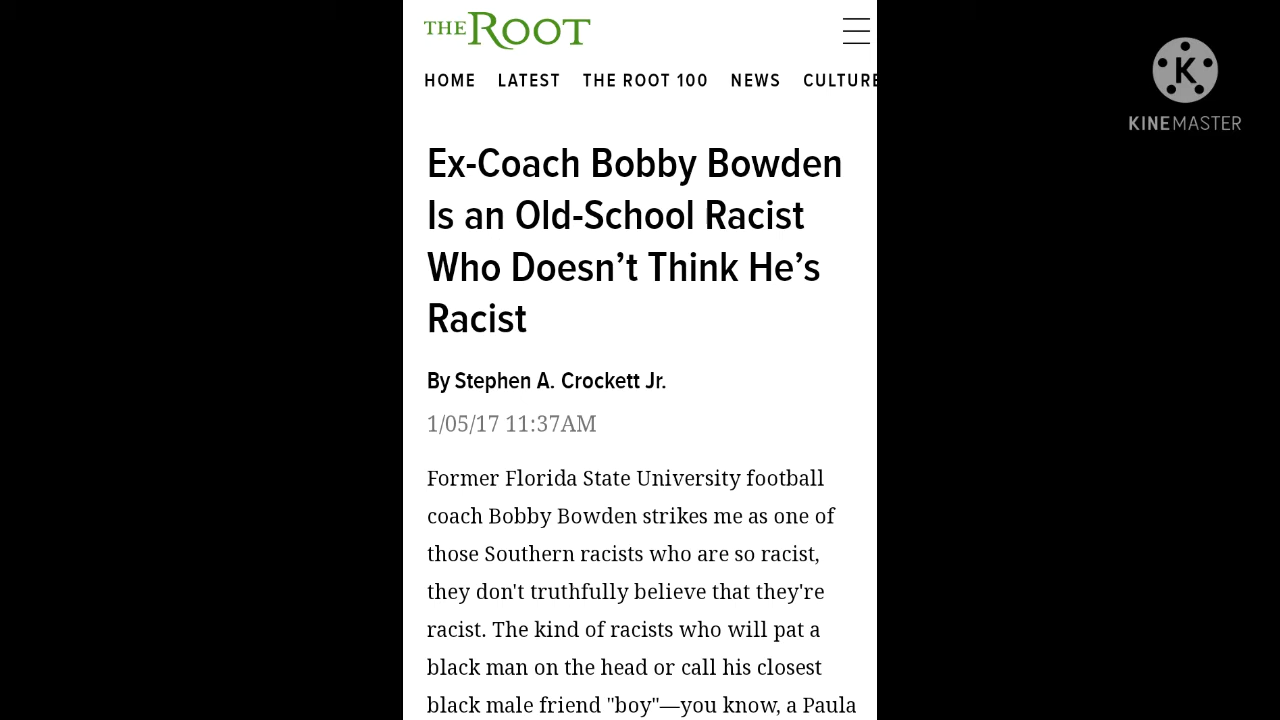 THE ROOT
HOME LATEST THE ROOT 100 NEWS CULTURE
Ex-Coach Bobby Bowden
Is an Old-School Racist
Who Doesn’t Think He’s
Racist
By Stephen A. Crockett Jr.
1/05/17 11:37AM
Former Florida State University football
coach Bobby Bowden strikes me as one of
those Southern racists who are so racist,
they don't truthfully believe that they're
racist. The kind of racists who will pat a
black man on the head or call his closest
black male friend "boy"—you know, a Paula
K
KINEMASTER